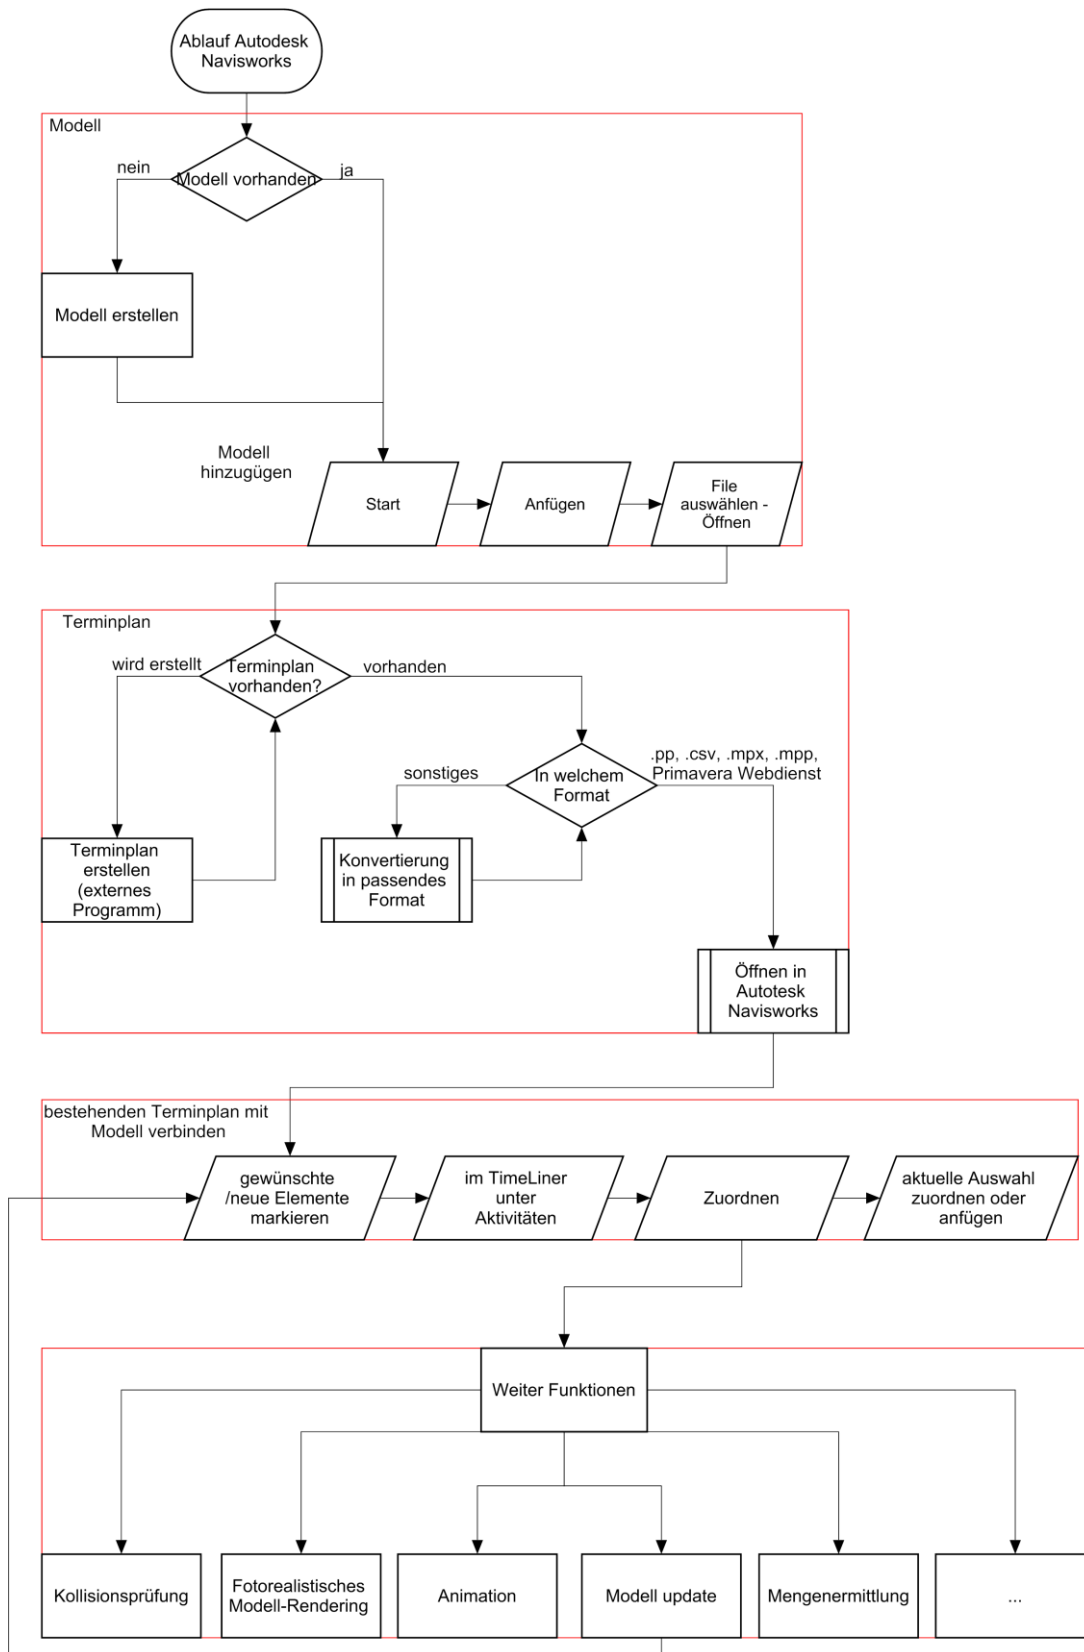 Ablauf Autodesk
Navisworks
Modell
nein
Modell vorhanden
ja
Modell erstellen
Modell
hinzugügen
Start
Anfügen
File
auswählen -
Öffnen
Terminplan
wird erstellt
Terminplan
vorhanden?
vorhanden
sonstiges
In welchem
Format
.pp, .csv, .mpx, .mpp,
Primavera Webdienst
Terminplan
erstellen
(externes
Programm)
Konvertierung
in passendes
Format
Öffnen in
Autotesk
Navisworks
bestehenden Terminplan mit
Modell verbinden
gewünschte
/neue Elemente
markieren
im TimeLiner
unter
Aktivitäten
Zuordnen
aktuelle Auswahl
zuordnen oder
anfügen
Weiter Funktionen
Kollisionsprüfung
Fotorealistisches
Modell-Rendering
Animation
Modell update
Mengenermittlung
...